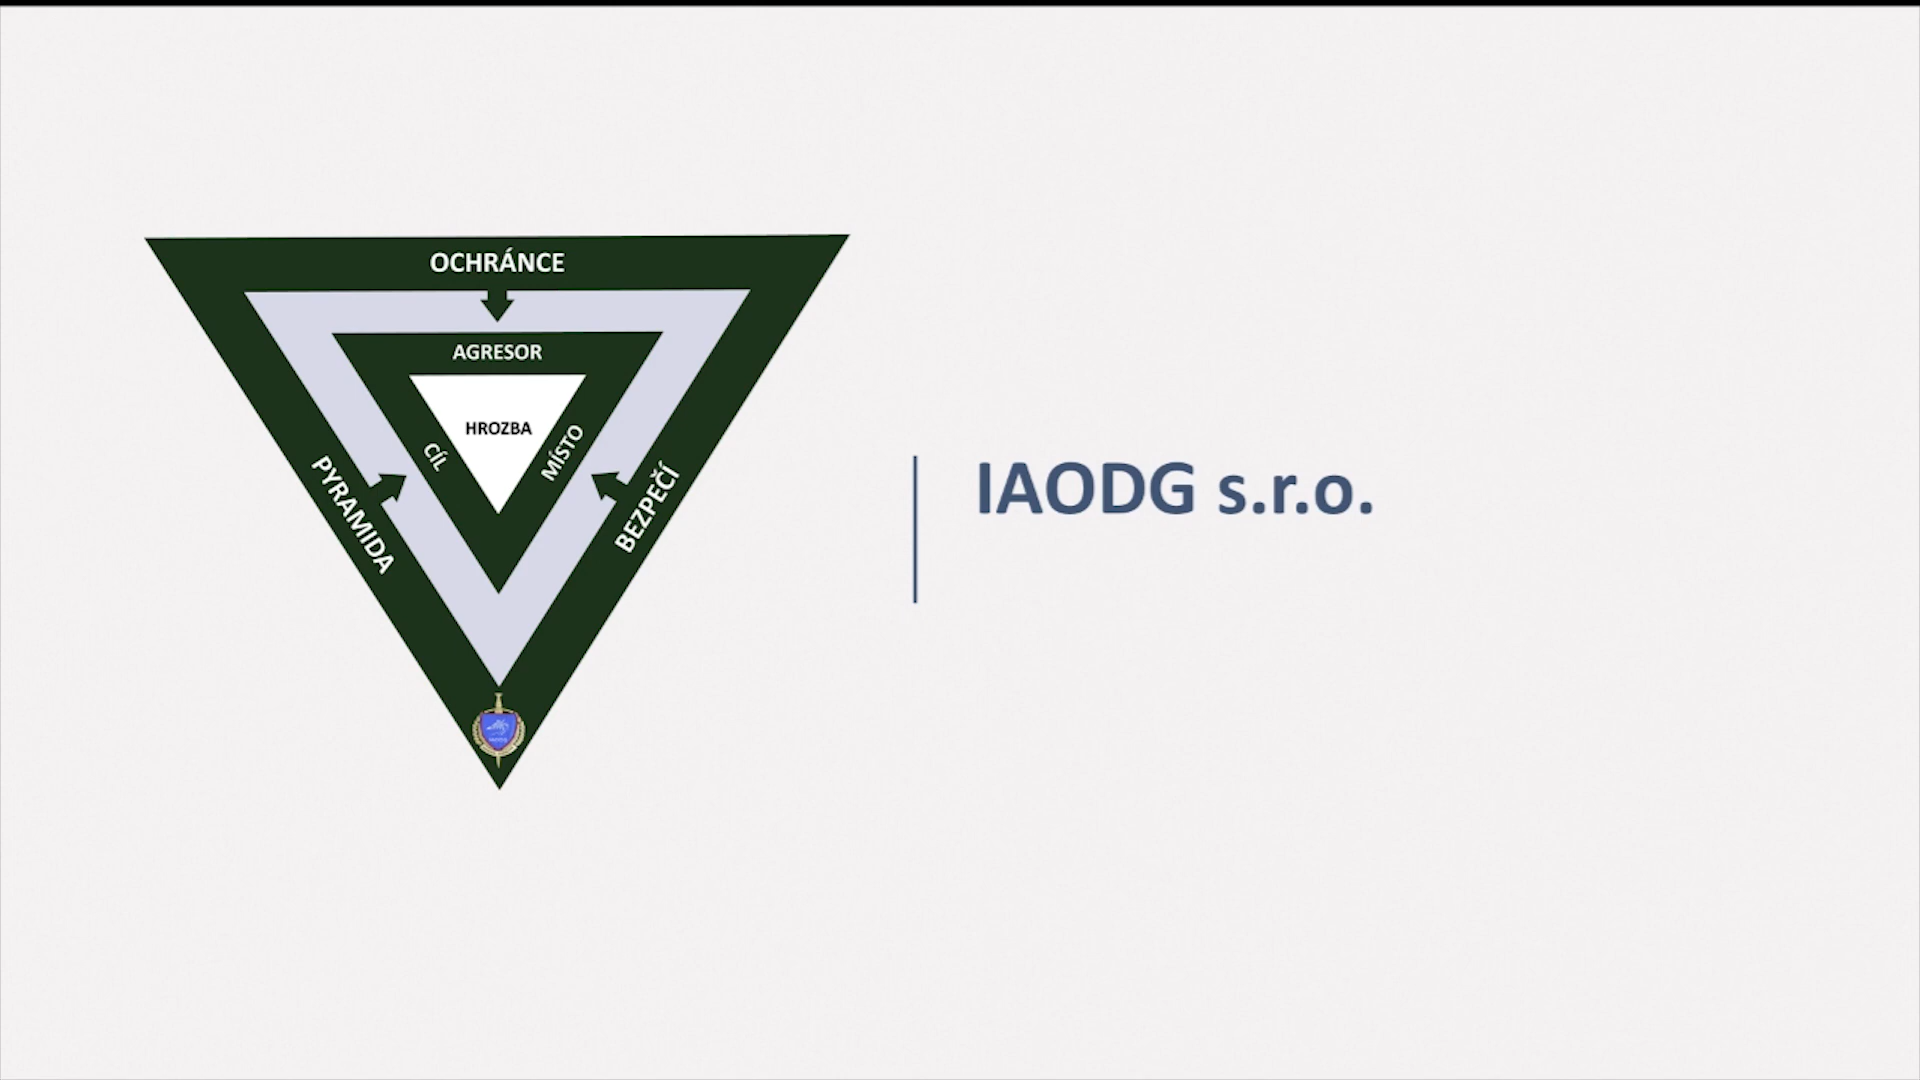 OCHRÁNCE
AGRESOR
HROZBA
CÍL
MÍSTO
PYRAMIDA
BEZPEČÍ
IAODG s.r.o.